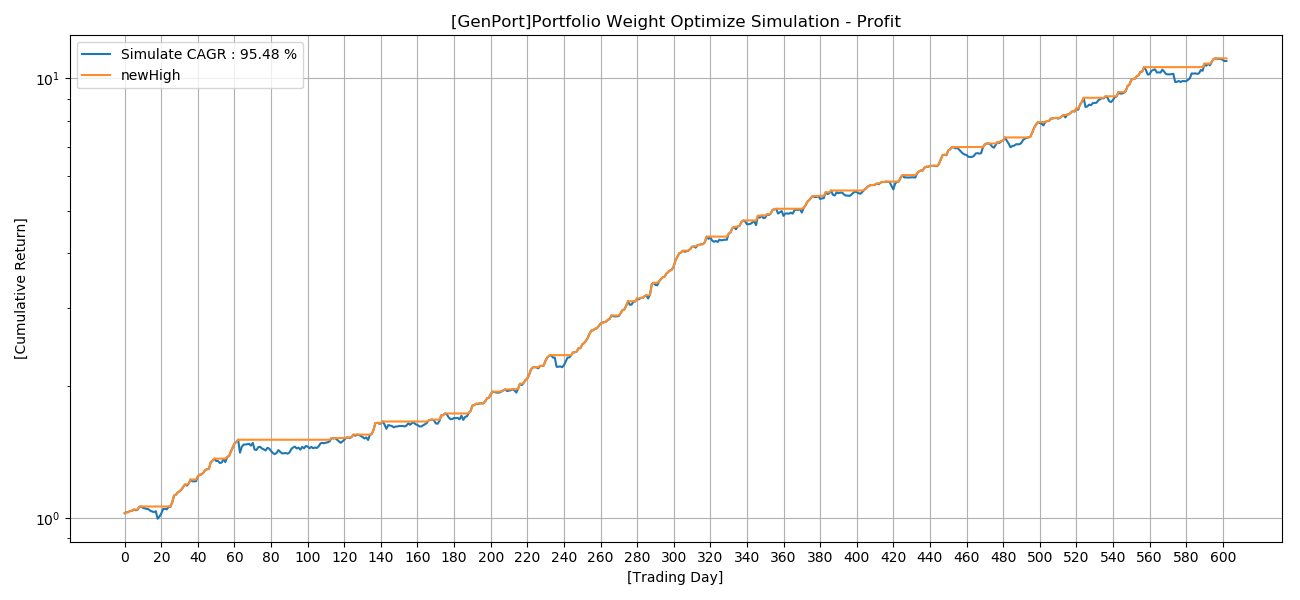 [GenPort]Portfolio Weight Optimize Simulation - Profit
Simulate CAGR : 95.48 %
newHigh
10¹
10⁰
[Cumulative Return]
0 20 40 60 80 100 120 140 160 180 200 220 240 260 280 300 320 340 360 380 400 420 440 460 480 500 520 540 560 580 600
[Trading Day]